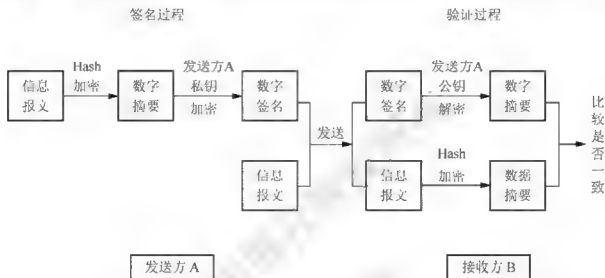 签名过程
验证过程
信息
报文
Hash
加密
数字
摘要
发送方A
私钥
加密
数字
签名
信息
报文
发送
数字
签名
发送方A
公钥
解密
数字
摘要
信息
报文
Hash
加密
数据
摘要
比
较
是
否
一
致
发送方A
接收方B